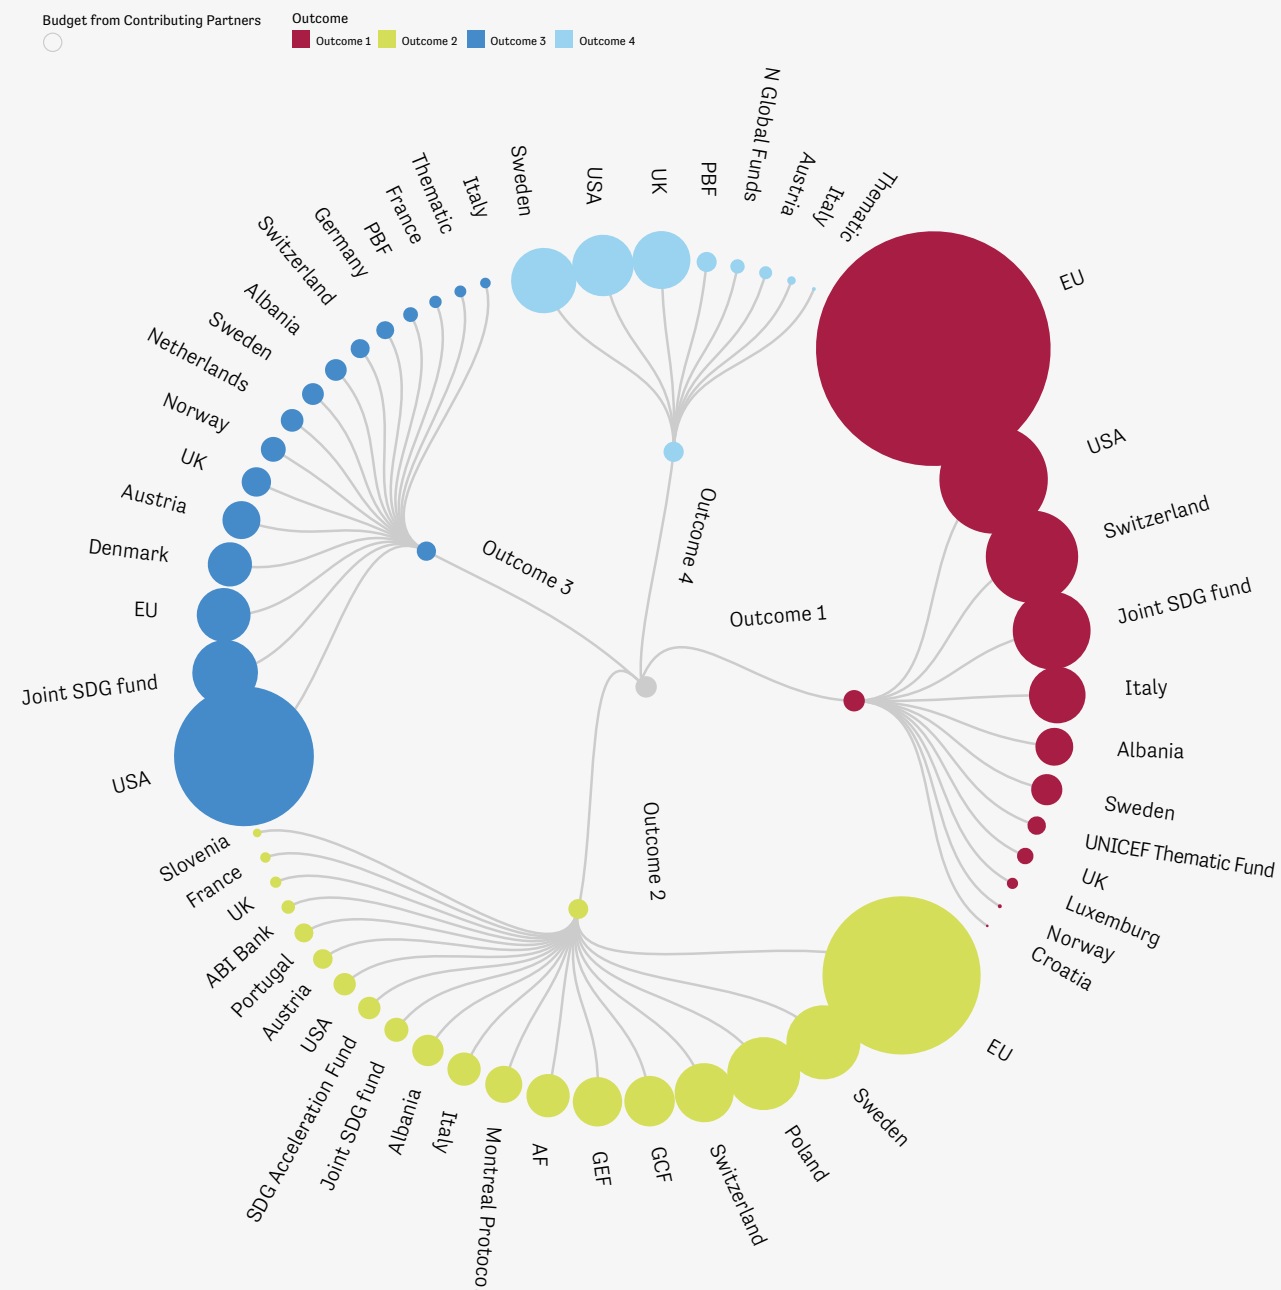 Budget from Contributing Partners
Outcome
Outcome 1
Outcome 2
Outcome 3
Outcome 4
Sweden
USA
UK
PBF
N Global Funds
Austria
Italy
Thematic
Outcome 4
EU
USA
Switzerland
Joint SDG fund
Italy
Albania
Sweden
UNICEF Thematic Fund
UK
Luxemburg
Norway
Croatia
Outcome 1
EU
Sweden
Poland
Switzerland
GCF
GEF
AF
Montreal Protoco
Italy
Albania
Joint SDG fund
SDG Acceleration Fund
USA
Austria
Portugal
ABI Bank
UK
France
Slovenia
Outcome 2
USA
Joint SDG fund
EU
Denmark
Austria
UK
Norway
Netherlands
Sweden
Albania
Switzerland
Germany
PBF
France
Thematic
Italy
Outcome 3